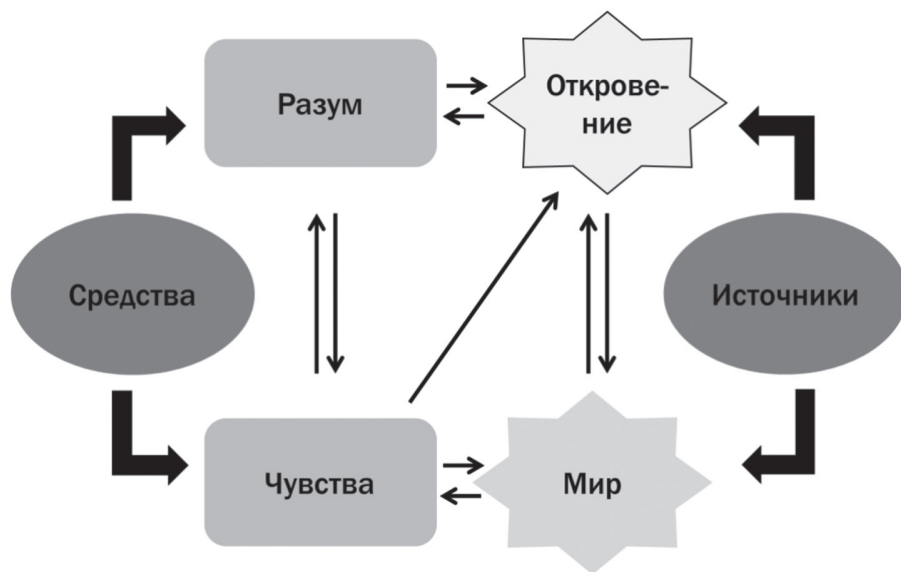 Разум
Открове-
ние
Средства
Источники
Чувства
Мир